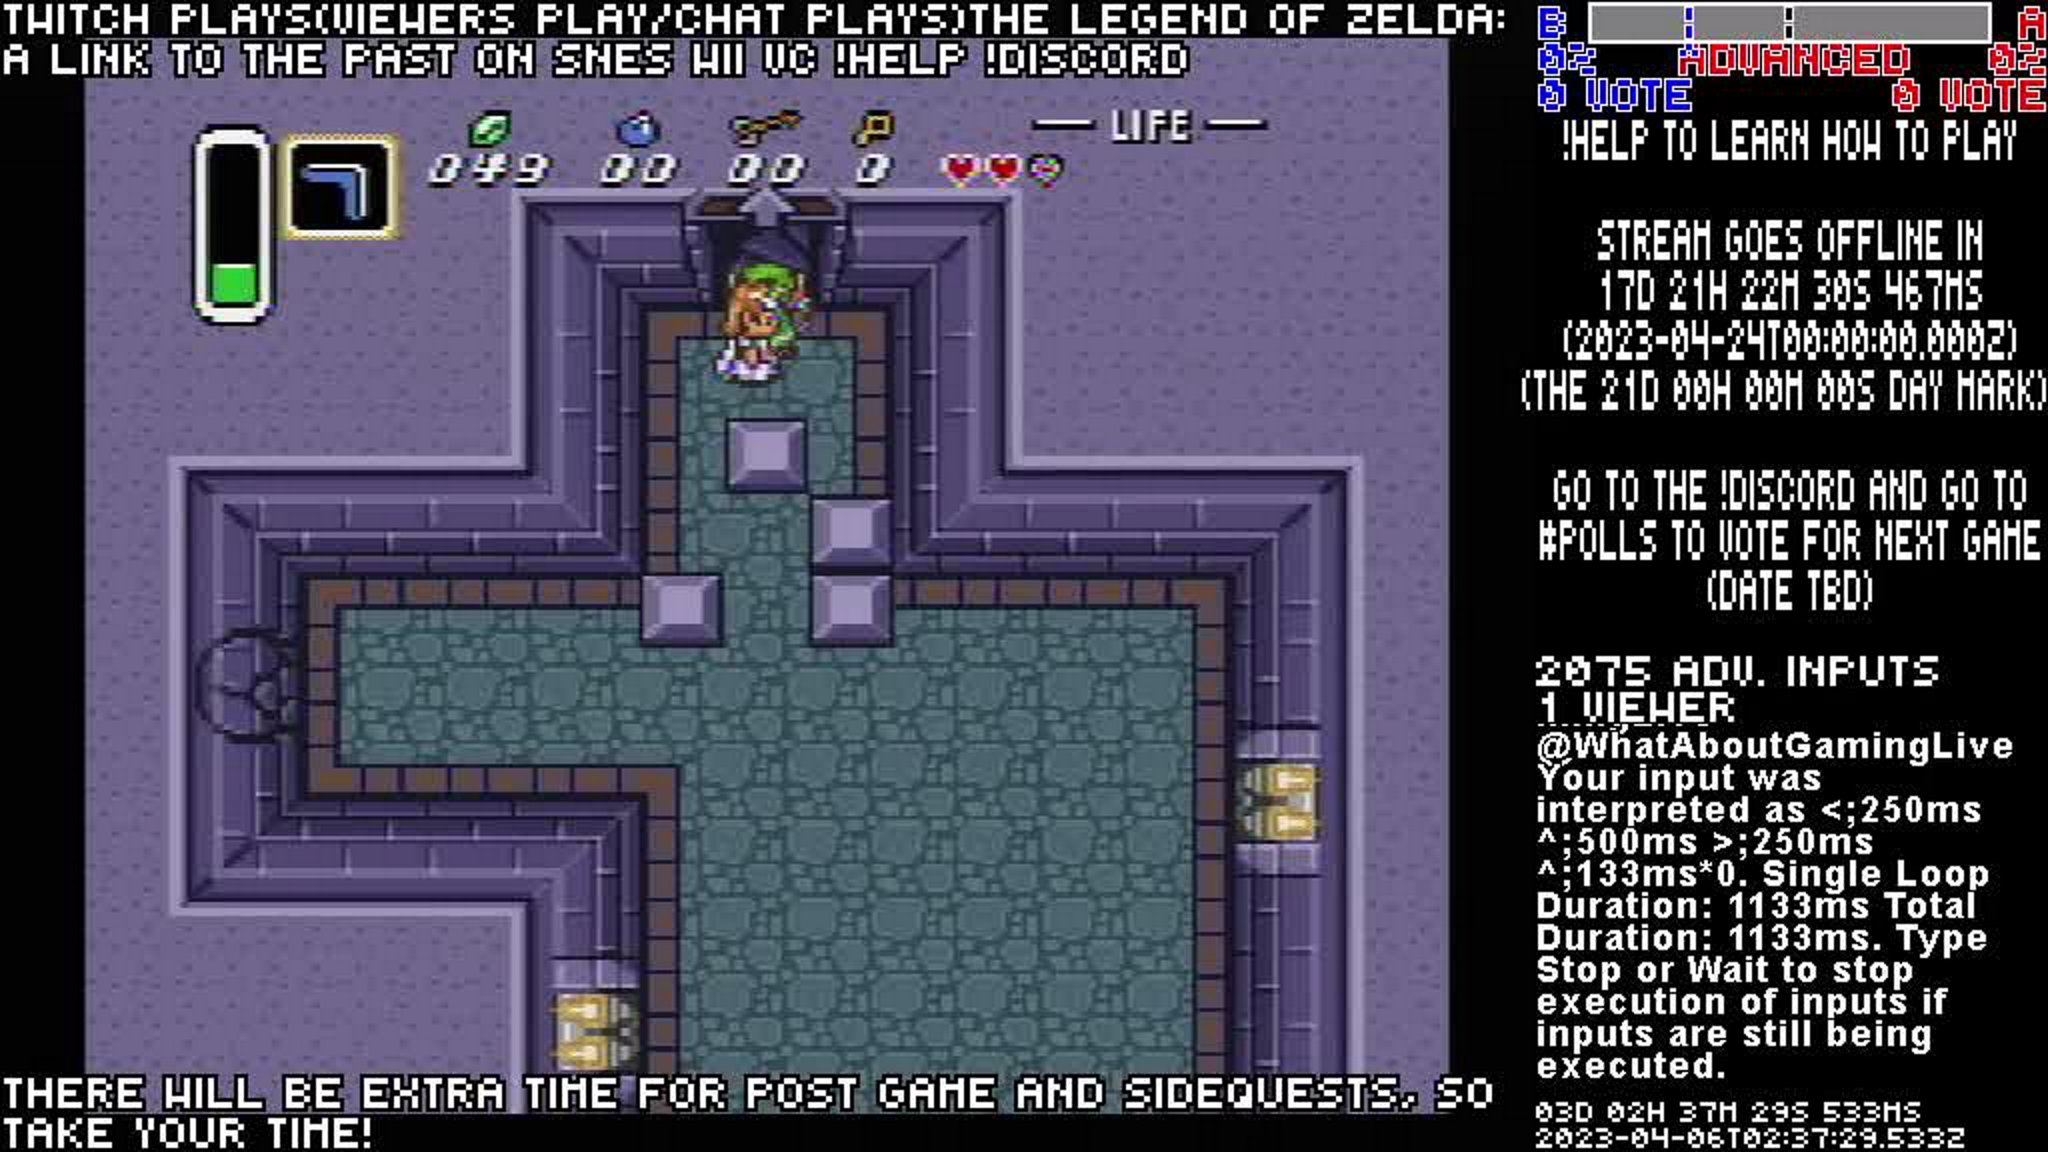 TWITCH PLAYS(VIEWERS PLAY/CHAT PLAYS)THE LEGEND OF ZELDA:
A LINK TO THE PAST ON SNES WII VC !HELP !DISCORD
LIFE
049 00 00 0
B A
0% ADVANCED 0%
0 VOTE 0 VOTE
!HELP TO LEARN HOW TO PLAY
STREAM GOES OFFLINE IN
17D 21H 22M 30S 467MS
(2023-04-24T00:00:00.000Z)
(THE 21D 00H 00M 00S DAY MARK)
GO TO THE !DISCORD AND GO TO
#POLLS TO VOTE FOR NEXT GAME
(DATE TBD)
2075 ADV. INPUTS
1 VIEWER
@WhatAboutGamingLive
Your input was
interpreted as <;250ms
^;500ms >;250ms
^;133ms*0. Single Loop
Duration: 1133ms Total
Duration: 1133ms. Type
Stop or Wait to stop
execution of inputs if
inputs are still being
executed.
03D 02H 37M 29S 533MS
2023-04-06T02:37:29.533Z
THERE WILL BE EXTRA TIME FOR POST GAME AND SIDEQUESTS, SO
TAKE YOUR TIME!